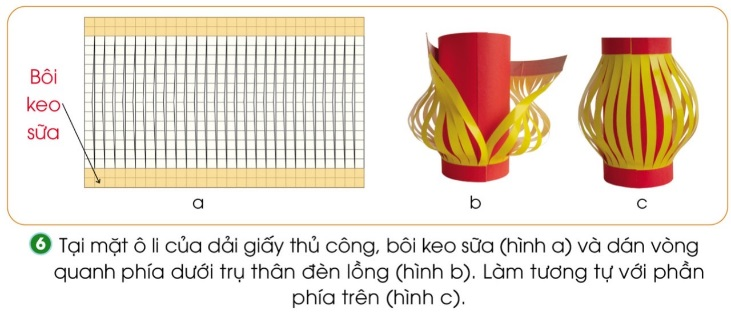 Bôi
keo
sữa
a
b
c
6 Tại mặt ô li của dải giấy thủ công, bôi keo sữa (hình a) và dán vòng
quanh phía dưới trụ thân đèn lồng (hình b). Làm tương tự với phần
phía trên (hình c).